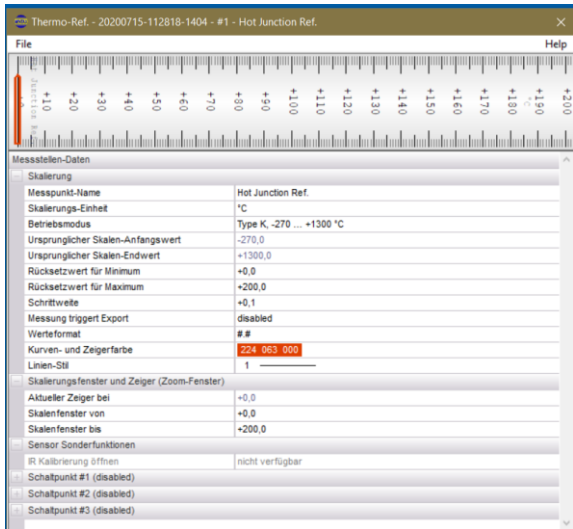 Thermo-Ref. - 20200715-112818-1404 - #1 - Hot Junction Ref.
File Help
+10 +20 +30 +40 +50 +60 +70 +80 +90 +100 +110 +120 +130 +140 +150 +160 +170 +180 +190 +200
°C
Messstellen-Daten
Skalierung
Messpunkt-Name Hot Junction Ref.
Skalierungs-Einheit °C
Betriebsmodus Type K, -270 ... +1300 °C
Ursprunglicher Skalen-Anfangswert -270,0
Ursprunglicher Skalen-Endwert +1300,0
Rücksetzwert für Minimum +0,0
Rücksetzwert für Maximum +200,0
Schrittweite +0,1
Messung triggert Export disabled
Werteformat #.#
Kurven- und Zeigerfarbe 224 063 000
Linien-Stil 1
Skalierungsfenster und Zeiger (Zoom-Fenster)
Aktueller Zeiger bei +0,0
Skalenfenster von +0,0
Skalenfenster bis +200,0
Sensor Sonderfunktionen
IR Kalibrierung öffnen nicht verfügbar
Schaltpunkt #1 (disabled)
Schaltpunkt #2 (disabled)
Schaltpunkt #3 (disabled)